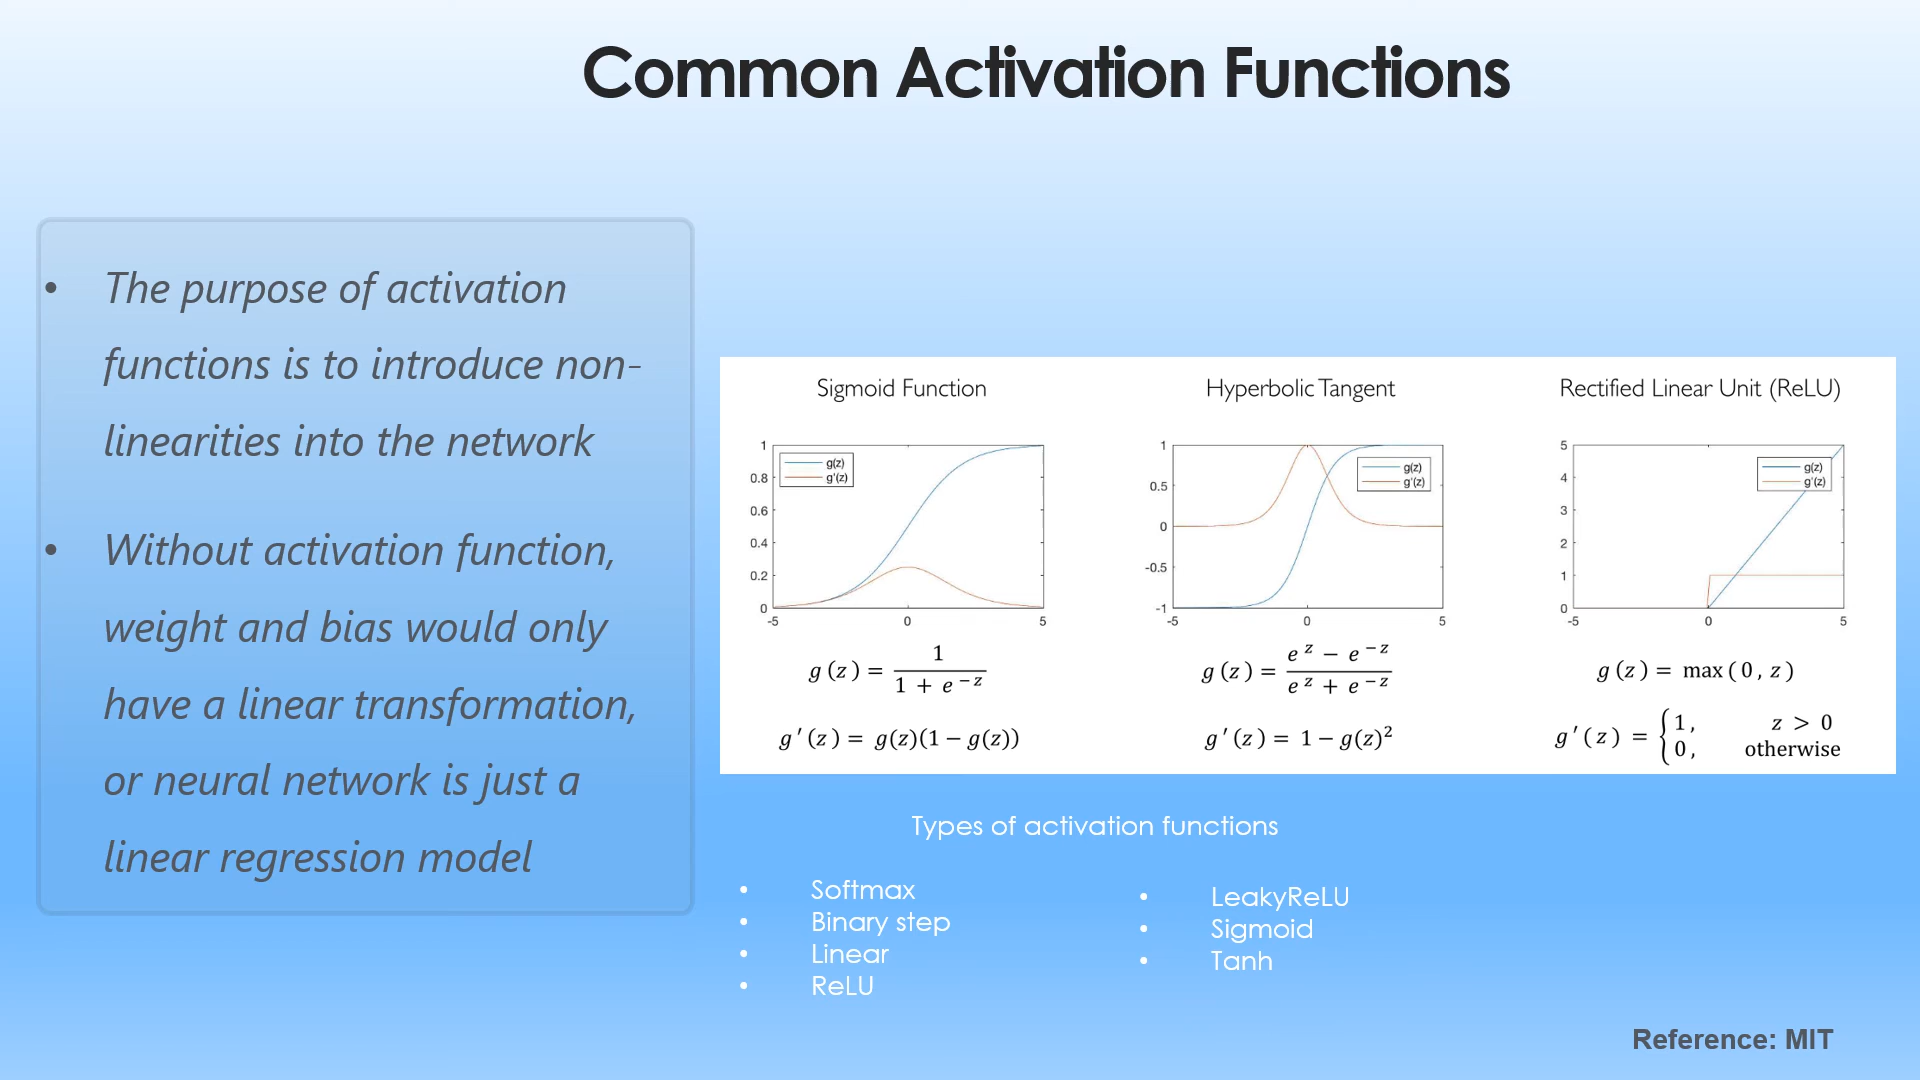 Common Activation Functions
• The purpose of activation
functions is to introduce non-
linearities into the network
• Without activation function,
weight and bias would only
have a linear transformation,
or neural network is just a
linear regression model
Sigmoid Function
1
0.8
0.6
0.4
0.2
0
-5 0 5
g(z)
g'(z)
g(z) = 1 / (1 + e^-z)
g'(z) = g(z)(1 − g(z))
Hyperbolic Tangent
1
0.5
0
-0.5
-1
-5 0 5
g(z)
g'(z)
g(z) = (e^z − e^-z) / (e^z + e^-z)
g'(z) = 1 − g(z)²
Rectified Linear Unit (ReLU)
5
4
3
2
1
0
-5 0 5
g(z)
g'(z)
g(z) = max(0, z)
g'(z) = { 1, z > 0
0, otherwise
Types of activation functions
• Softmax
• Binary step
• Linear
• ReLU
• LeakyReLU
• Sigmoid
• Tanh
Reference: MIT